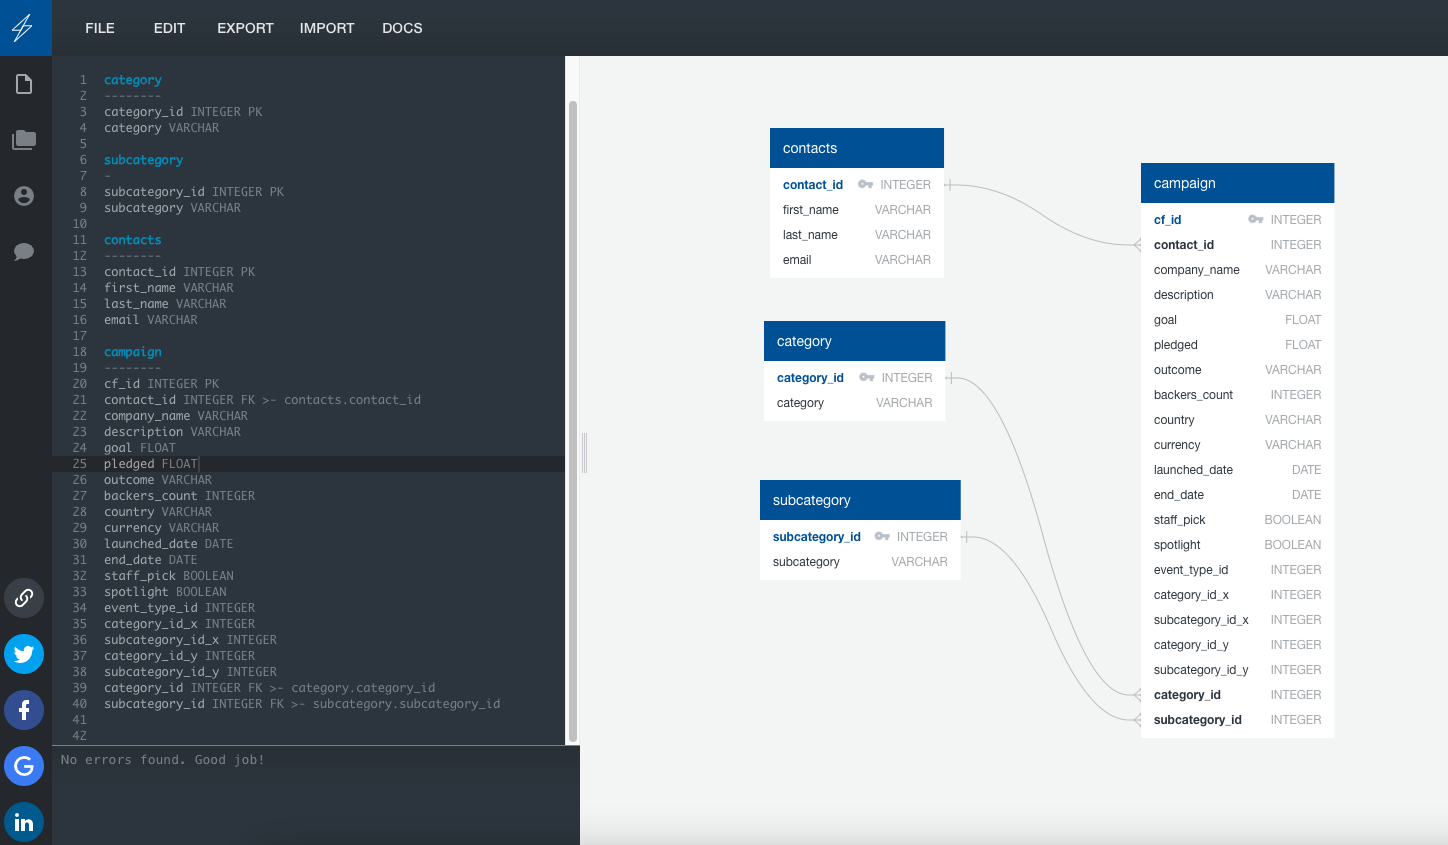 FILE EDIT EXPORT IMPORT DOCS
1 category
2 --------
3 category_id INTEGER PK
4 category VARCHAR
5
6 subcategory
7 -
8 subcategory_id INTEGER PK
9 subcategory VARCHAR
10
11 contacts
12 --------
13 contact_id INTEGER PK
14 first_name VARCHAR
15 last_name VARCHAR
16 email VARCHAR
17
18 campaign
19 --------
20 cf_id INTEGER PK
21 contact_id INTEGER FK >- contacts.contact_id
22 company_name VARCHAR
23 description VARCHAR
24 goal FLOAT
25 pledged FLOAT
26 outcome VARCHAR
27 backers_count INTEGER
28 country VARCHAR
29 currency VARCHAR
30 launched_date DATE
31 end_date DATE
32 staff_pick BOOLEAN
33 spotlight BOOLEAN
34 event_type_id INTEGER
35 category_id_x INTEGER
36 subcategory_id_x INTEGER
37 category_id_y INTEGER
38 subcategory_id_y INTEGER
39 category_id INTEGER FK >- category.category_id
40 subcategory_id INTEGER FK >- subcategory.subcategory_id
41
42
No errors found. Good job!
contacts
contact_id INTEGER
first_name VARCHAR
last_name VARCHAR
email VARCHAR
category
category_id INTEGER
category VARCHAR
subcategory
subcategory_id INTEGER
subcategory VARCHAR
campaign
cf_id INTEGER
contact_id INTEGER
company_name VARCHAR
description VARCHAR
goal FLOAT
pledged FLOAT
outcome VARCHAR
backers_count INTEGER
country VARCHAR
currency VARCHAR
launched_date DATE
end_date DATE
staff_pick BOOLEAN
spotlight BOOLEAN
event_type_id INTEGER
category_id_x INTEGER
subcategory_id_x INTEGER
category_id_y INTEGER
subcategory_id_y INTEGER
category_id INTEGER
subcategory_id INTEGER
f
G
in